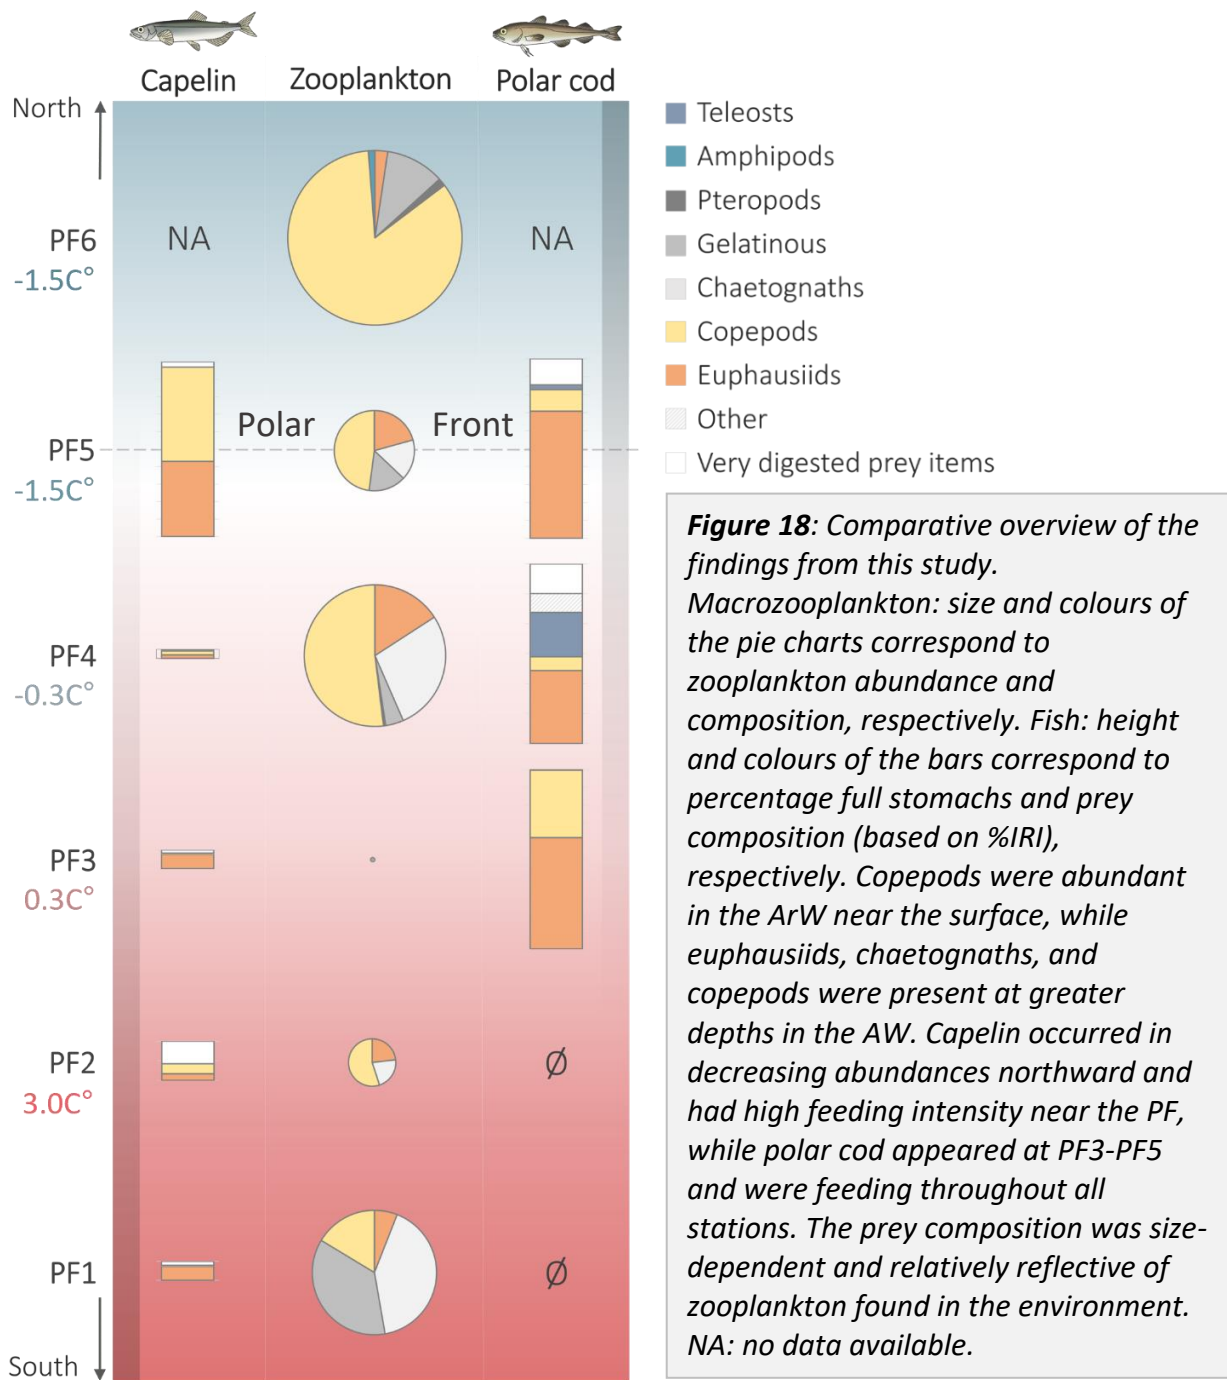 Capelin
Zooplankton
Polar cod
North
PF6
-1.5C°
NA
NA
Polar Front
PF5
-1.5C°
PF4
-0.3C°
PF3
0.3C°
PF2
3.0C°
Ø
PF1
Ø
South
Teleosts
Amphipods
Pteropods
Gelatinous
Chaetognaths
Copepods
Euphausiids
Other
Very digested prey items
Figure 18: Comparative overview of the
findings from this study.
Macrozooplankton: size and colours of
the pie charts correspond to
zooplankton abundance and
composition, respectively. Fish: height
and colours of the bars correspond to
percentage full stomachs and prey
composition (based on %IRI),
respectively. Copepods were abundant
in the ArW near the surface, while
euphausiids, chaetognaths, and
copepods were present at greater
depths in the AW. Capelin occurred in
decreasing abundances northward and
had high feeding intensity near the PF,
while polar cod appeared at PF3-PF5
and were feeding throughout all
stations. The prey composition was size-
dependent and relatively reflective of
zooplankton found in the environment.
NA: no data available.